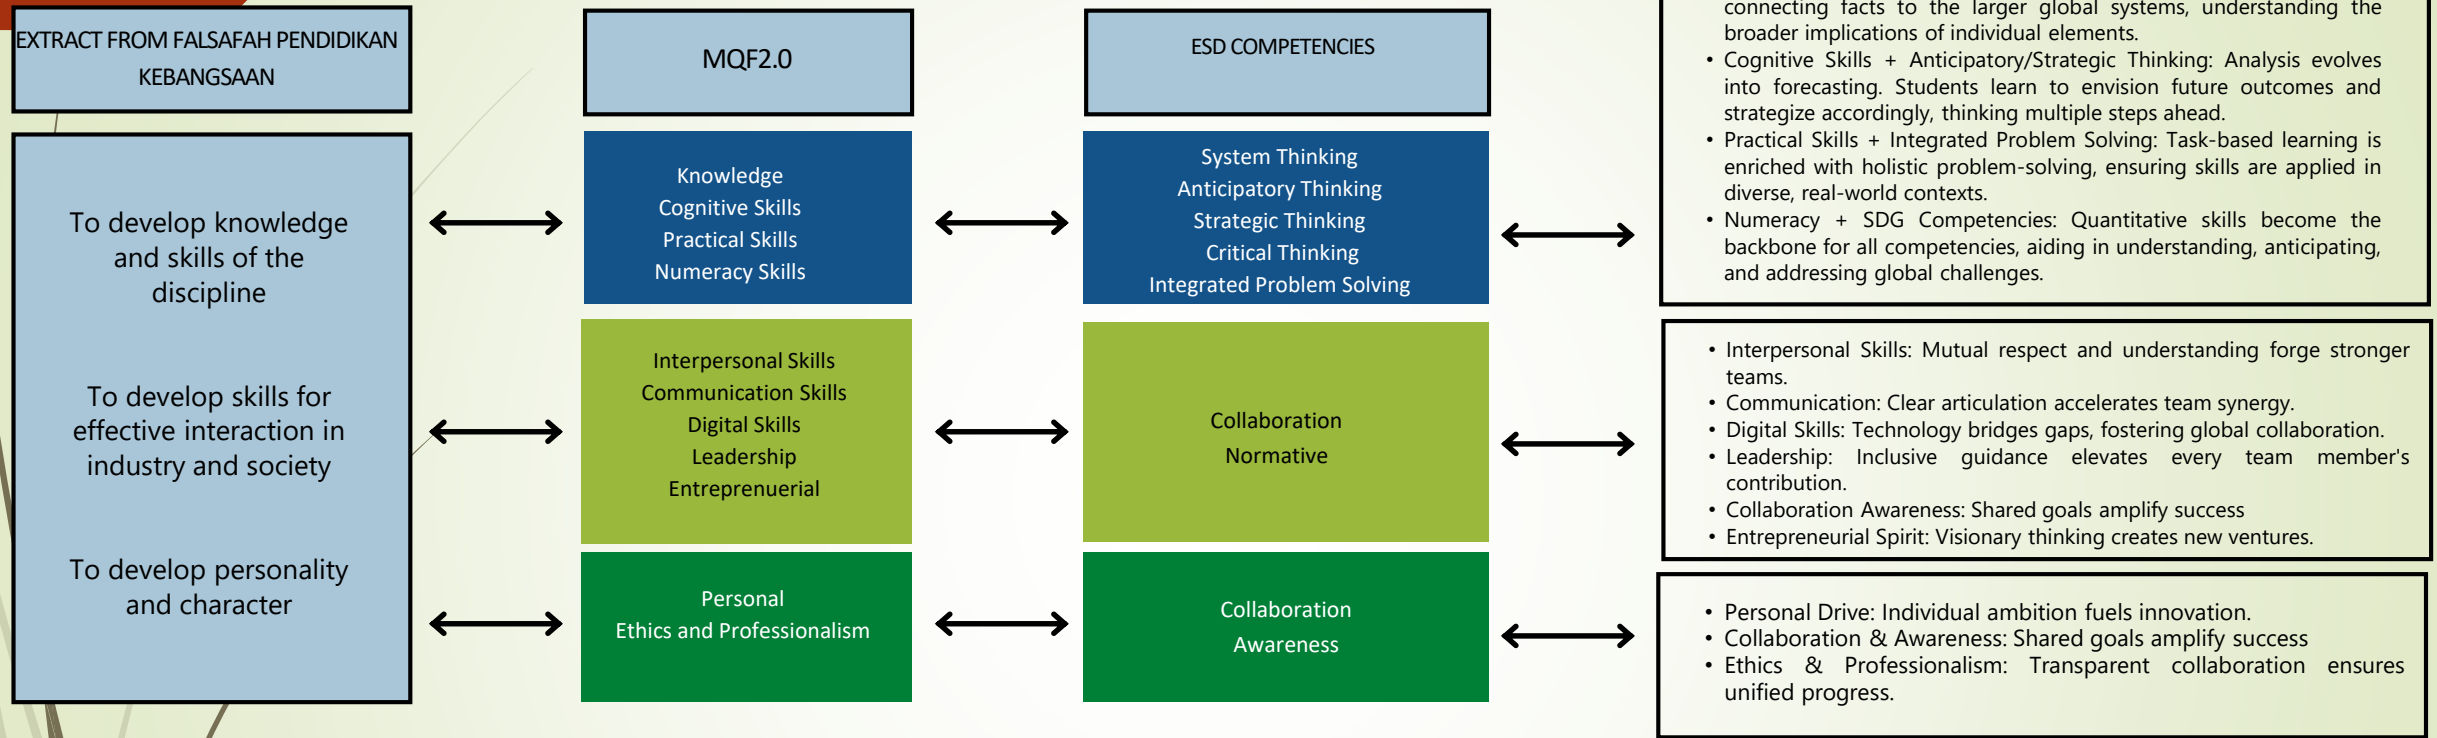 EXTRACT FROM FALSAFAH PENDIDIKAN
KEBANGSAAN
MQF2.0
ESD COMPETENCIES
To develop knowledge
and skills of the
discipline
To develop skills for
effective interaction in
industry and society
To develop personality
and character
Knowledge
Cognitive Skills
Practical Skills
Numeracy Skills
System Thinking
Anticipatory Thinking
Strategic Thinking
Critical Thinking
Integrated Problem Solving
connecting facts to the larger global systems, understanding the
broader implications of individual elements.
• Cognitive Skills + Anticipatory/Strategic Thinking: Analysis evolves
into forecasting. Students learn to envision future outcomes and
strategize accordingly, thinking multiple steps ahead.
• Practical Skills + Integrated Problem Solving: Task-based learning is
enriched with holistic problem-solving, ensuring skills are applied in
diverse, real-world contexts.
• Numeracy + SDG Competencies: Quantitative skills become the
backbone for all competencies, aiding in understanding, anticipating,
and addressing global challenges.
Interpersonal Skills
Communication Skills
Digital Skills
Leadership
Entreprenuerial
Collaboration
Normative
• Interpersonal Skills: Mutual respect and understanding forge stronger
teams.
• Communication: Clear articulation accelerates team synergy.
• Digital Skills: Technology bridges gaps, fostering global collaboration.
• Leadership: Inclusive guidance elevates every team member's
contribution.
• Collaboration Awareness: Shared goals amplify success
• Entrepreneurial Spirit: Visionary thinking creates new ventures.
Personal
Ethics and Professionalism
Collaboration
Awareness
• Personal Drive: Individual ambition fuels innovation.
• Collaboration & Awareness: Shared goals amplify success
• Ethics & Professionalism: Transparent collaboration ensures
unified progress.